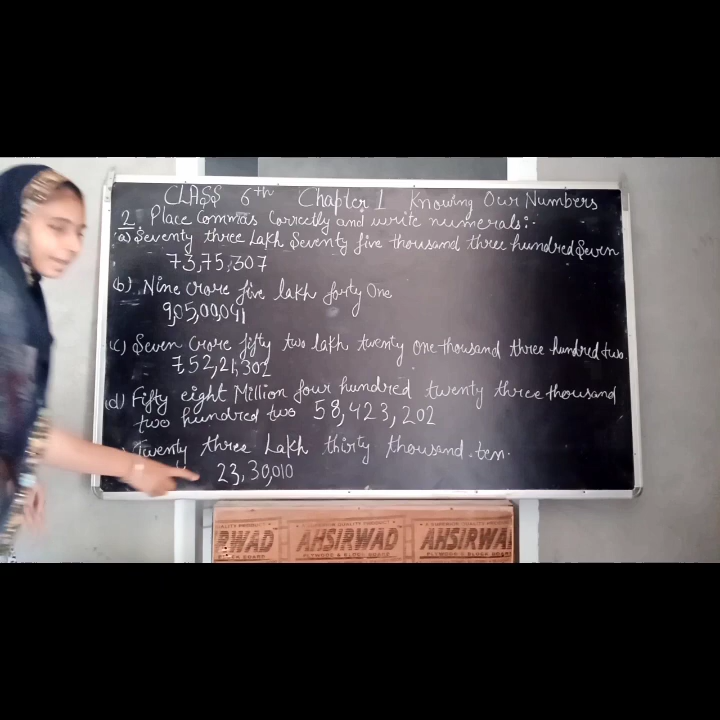 CLASS 6th Chapter 1 Knowing Our Numbers
2. Place Commas Correctly and write numerals:-
(a) Seventy three Lakh Seventy five thousand three hundred Seven
73,75,307
(b) Nine crore five lakh forty One
9,05,00,041
(c) Seven Crore fifty two lakh twenty one thousand three hundred two.
7,52,21,302
(d) Fifty eight Million four hundred twenty three thousand
two hundred two 58,423,202
) Twenty three Lakh thirty thousand ten.
23,30,010
RWAD AHSIRWAD AHSIRWA
PLYWOOD & BLOCK BOARD